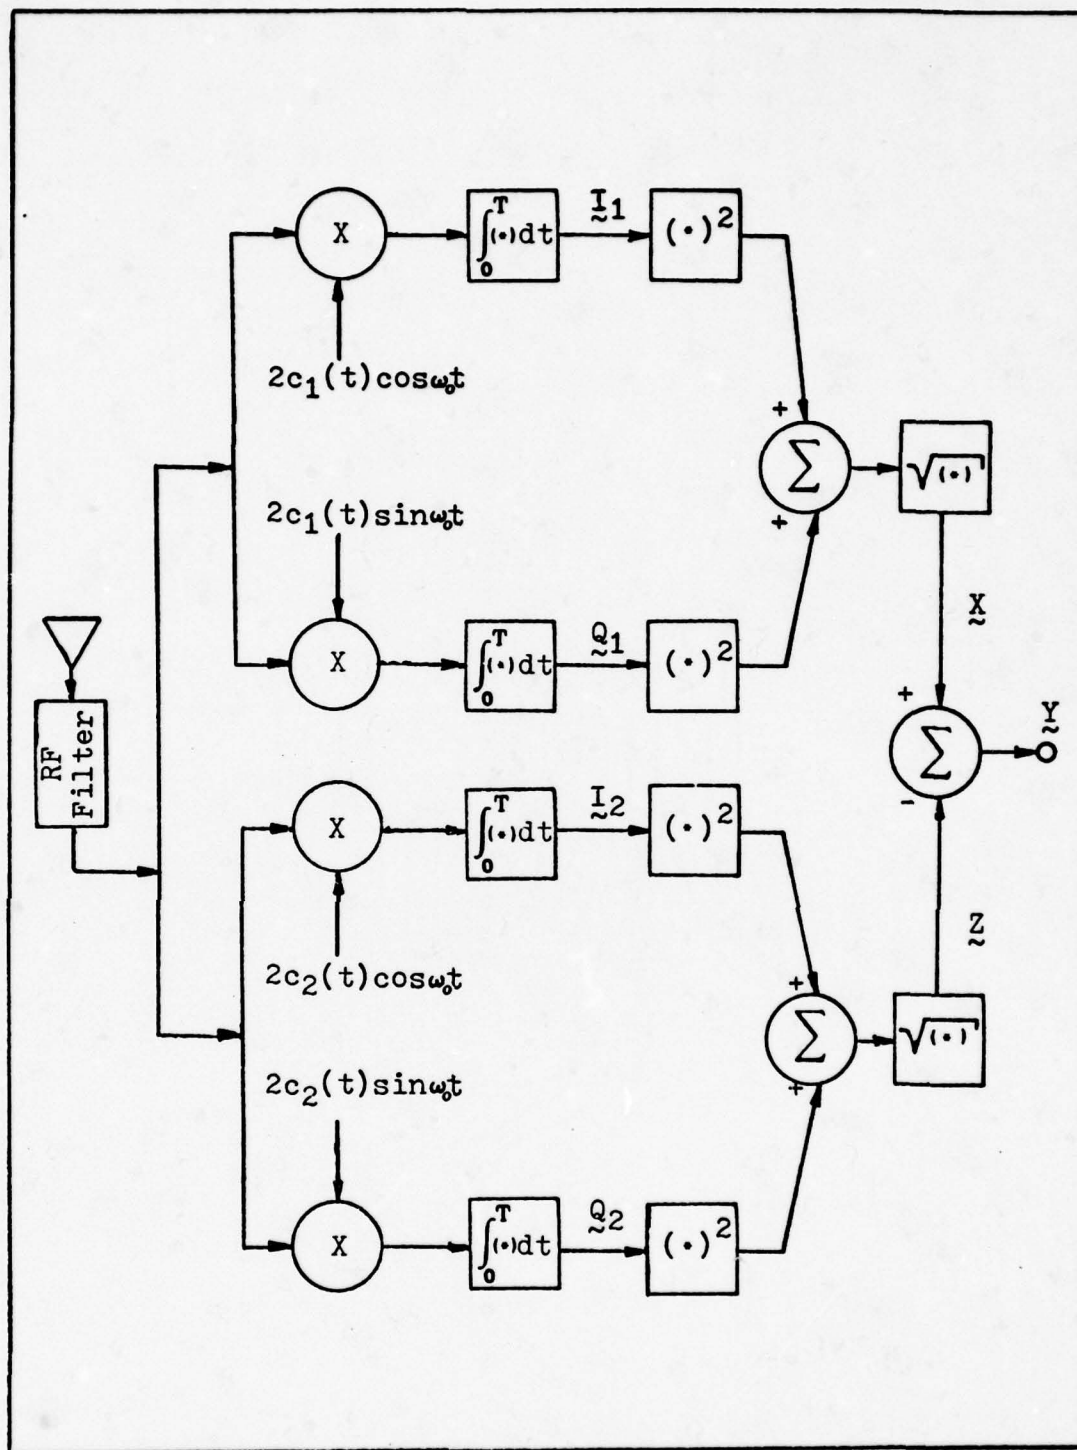 X
∫₀ᵀ(·)dt
I1
(·)²
2c₁(t)cosω₀t
+
Σ
+
√(·)
2c₁(t)sinω₀t
X
X
∫₀ᵀ(·)dt
Q1
(·)²
RF
Filter
+
Σ
-
Y
X
∫₀ᵀ(·)dt
I2
(·)²
2c₂(t)cosω₀t
Z
+
Σ
+
√(·)
2c₂(t)sinω₀t
X
∫₀ᵀ(·)dt
Q2
(·)²